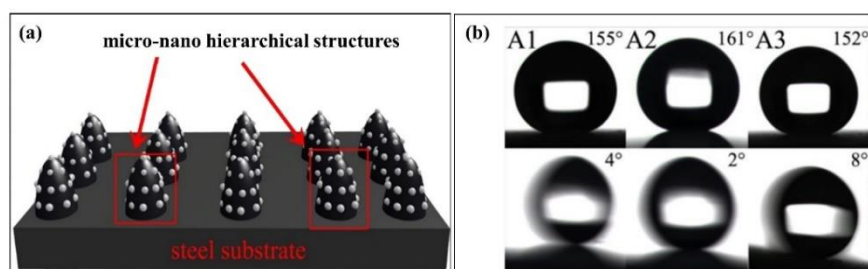 (a)
micro-nano hierarchical structures
steel substrate
(b)
A1 155° A2 161° A3 152°
4° 2° 8°